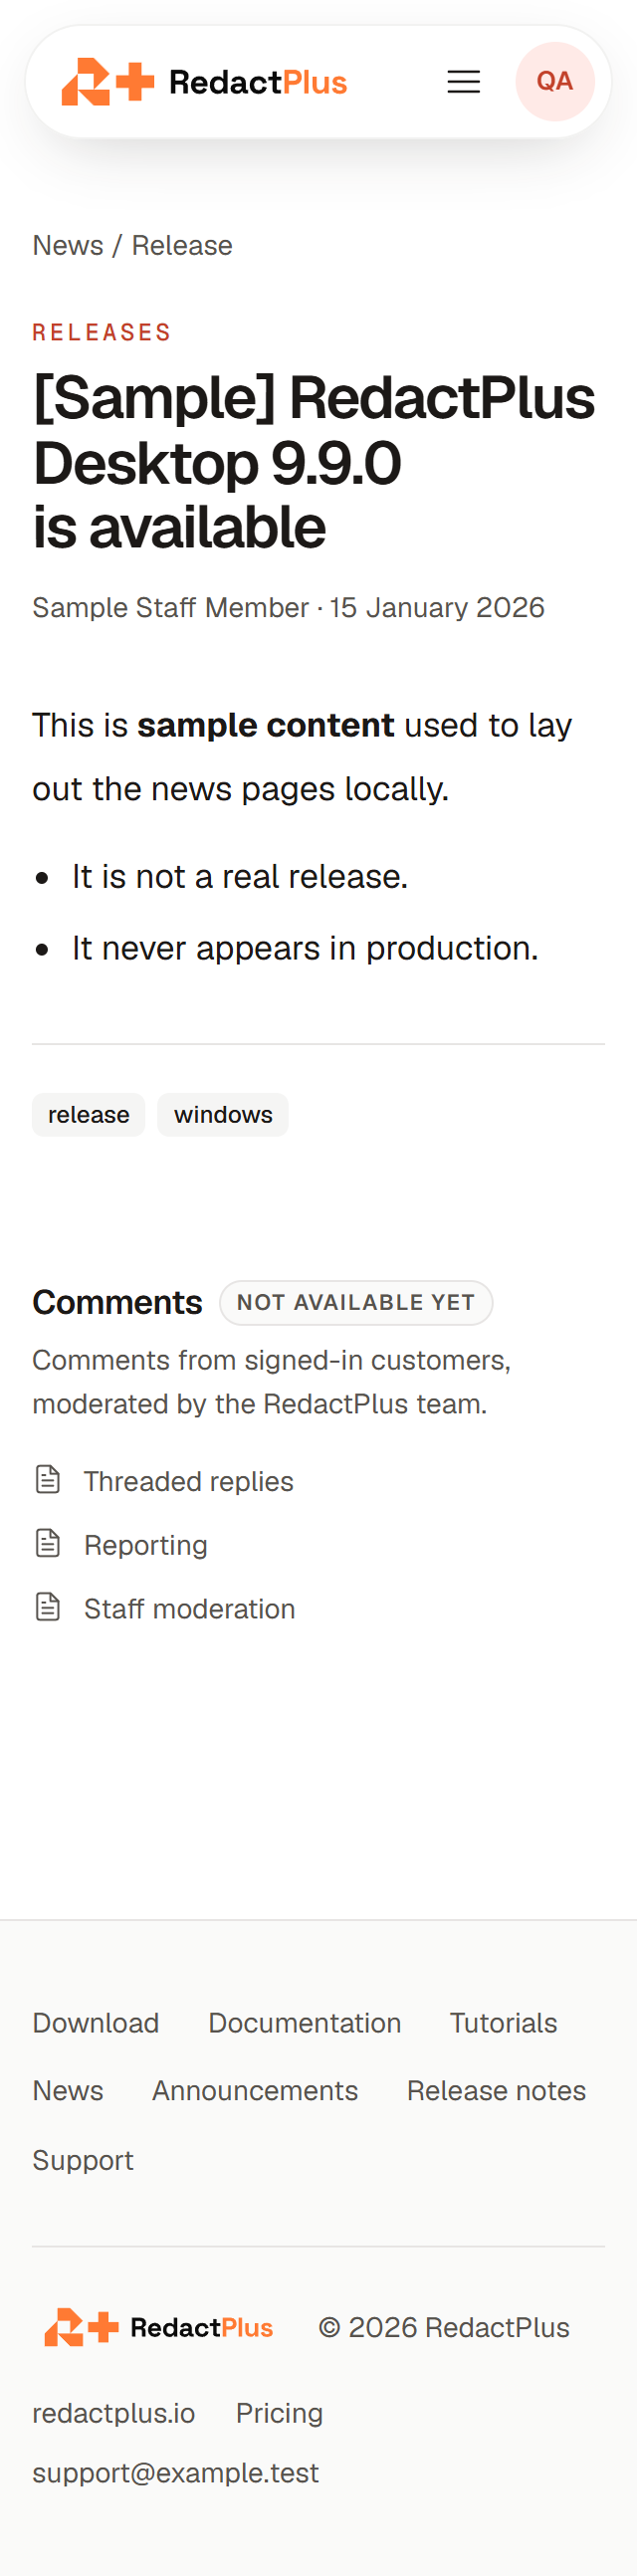 RedactPlus
QA
News / Release
RELEASES
[Sample] RedactPlus
Desktop 9.9.0
is available
Sample Staff Member · 15 January 2026
This is sample content used to lay
out the news pages locally.
• It is not a real release.
• It never appears in production.
release windows
Comments NOT AVAILABLE YET
Comments from signed-in customers,
moderated by the RedactPlus team.
Threaded replies
Reporting
Staff moderation
Download Documentation Tutorials
News Announcements Release notes
Support
RedactPlus © 2026 RedactPlus
redactplus.io Pricing
support@example.test